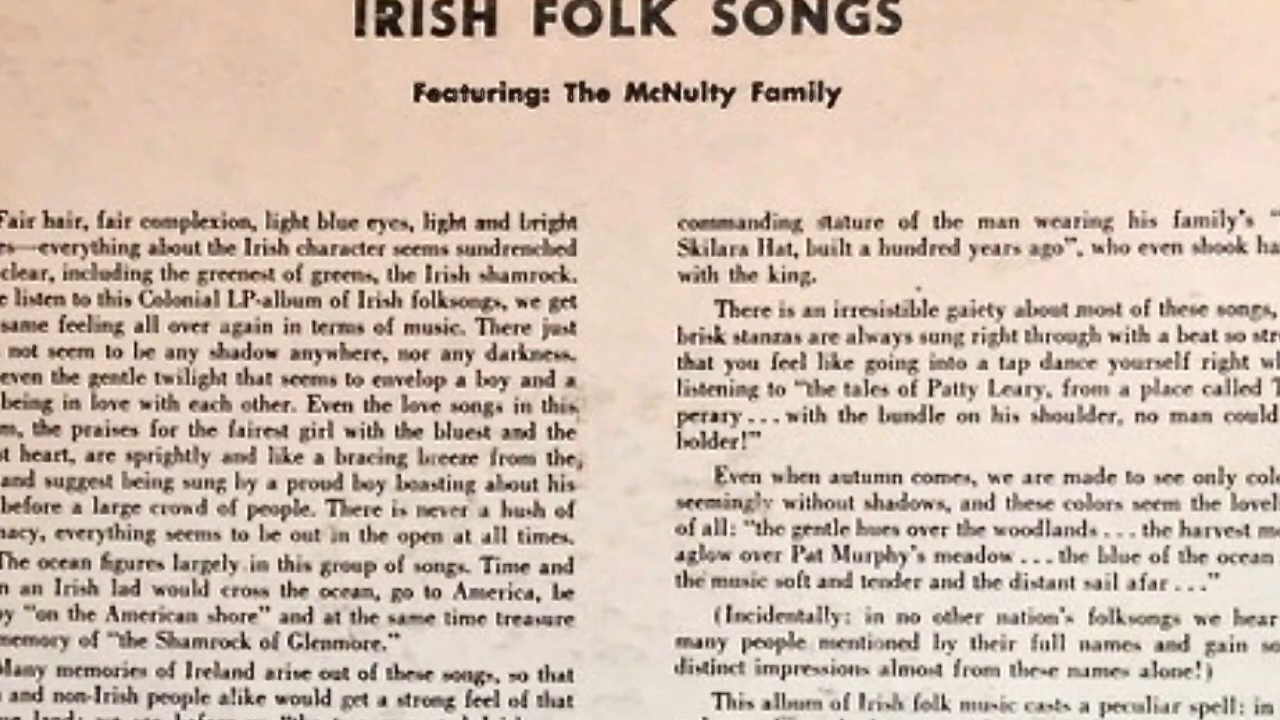 IRISH FOLK SONGS
Featuring: The McNulty Family
Fair hair, fair complexion, light blue eyes, light and bright
es—everything about the Irish character seems sundrenched
clear, including the greenest of greens, the Irish shamrock.
e listen to this Colonial LP-album of Irish folksongs, we get
same feeling all over again in terms of music. There just
not seem to be any shadow anywhere, nor any darkness.
even the gentle twilight that seems to envelop a boy and a
being in love with each other. Even the love songs in this
m, the praises for the fairest girl with the bluest and the
st heart, are sprightly and like a bracing breeze from the,
and suggest being sung by a proud boy boasting about his
before a large crowd of people. There is never a hush of
macy, everything seems to be out in the open at all times.
The ocean figures largely in this group of songs. Time and
n an Irish lad would cross the ocean, go to America, be
py "on the American shore" and at the same time treasure
memory of "the Shamrock of Glenmore."
Many memories of Ireland arise out of these songs, so that
and non-Irish people alike would get a strong feel of that
commanding stature of the man wearing his family's "
Skilara Hat, built a hundred years ago", who even shook ha
with the king.
There is an irresistible gaiety about most of these songs,
brisk stanzas are always sung right through with a beat so stro
that you feel like going into a tap dance yourself right wi
listening to "the tales of Patty Leary, from a place called T
perary...with the bundle on his shoulder, no man could
bolder!"
Even when autumn comes, we are made to see only colo
seemingly without shadows, and these colors seem the lovel
of all: "the gentle hues over the woodlands...the harvest mo
aglow over Pat Murphy's meadow...the blue of the ocean
the music soft and tender and the distant sail afar..."
(Incidentally: in no other nation's folksongs we hear
many people mentioned by their full names and gain so
distinct impressions almost from these names alone!)
This album of Irish folk music casts a peculiar spell: in